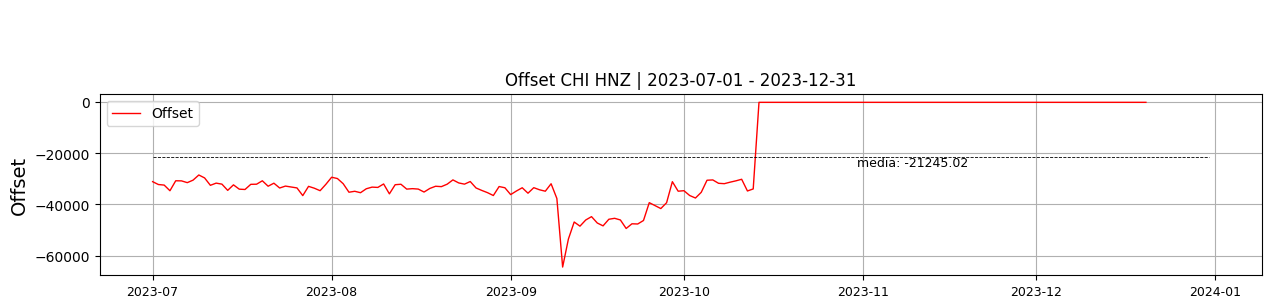 Offset CHI HNZ | 2023-07-01 - 2023-12-31
Offset
0
−20000
−40000
−60000
Offset
media: -21245.02
2023-07
2023-08
2023-09
2023-10
2023-11
2023-12
2024-01